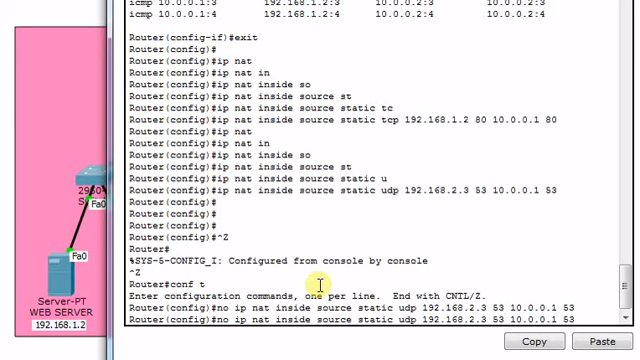 icmp 10.0.0.1:3 192.168.1.2:3 10.0.0.2:3 10.0.0.2:3
icmp 10.0.0.1:4 192.168.1.2:4 10.0.0.2:4 10.0.0.2:4
Router(config-if)#exit
Router(config)#
Router(config)#ip nat
Router(config)#ip nat in
Router(config)#ip nat inside so
Router(config)#ip nat inside source st
Router(config)#ip nat inside source static tc
Router(config)#ip nat inside source static tcp 192.168.1.2 80 10.0.0.1 80
Router(config)#ip nat
Router(config)#ip nat in
Router(config)#ip nat inside so
Router(config)#ip nat inside source st
Router(config)#ip nat inside source static u
Router(config)#ip nat inside source static udp 192.168.2.3 53 10.0.0.1 53
Router(config)#
Router(config)#
Router(config)#
Router(config)#^Z
Router#
%SYS-5-CONFIG_I: Configured from console by console
^Z
Router#conf t
Enter configuration commands, one per line. End with CNTL/Z.
Router(config)#no ip nat inside source static udp 192.168.2.3 53 10.0.0.1 53
Router(config)#no ip nat inside source static udp 192.168.2.3 53 10.0.0.1 53
Copy Paste
Fa0
Fa0
Server-PT
WEB SERVER
192.168.1.2